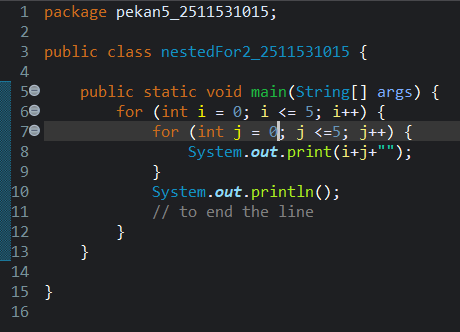 1 package pekan5_2511531015;
2
3 public class nestedFor2_2511531015 {
4
5     public static void main(String[] args) {
6         for (int i = 0; i <= 5; i++) {
7             for (int j = 0; j <=5; j++) {
8                 System.out.print(i+j+"");
9             }
10            System.out.println();
11            // to end the line
12        }
13    }
14
15 }
16